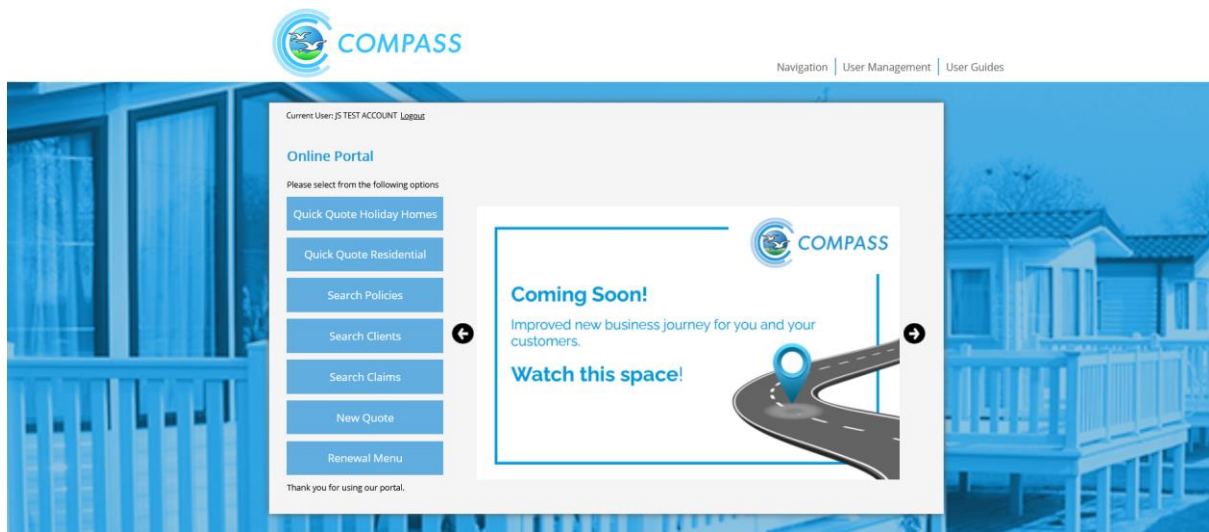 COMPASS
Navigation | User Management | User Guides
Current User: JS TEST ACCOUNT Logout
Online Portal
Please select from the following options
Quick Quote Holiday Homes
Quick Quote Residential
Search Policies
Search Clients
Search Claims
New Quote
Renewal Menu
Thank you for using our portal.
COMPASS
Coming Soon!
Improved new business journey for you and your
customers.
Watch this space!